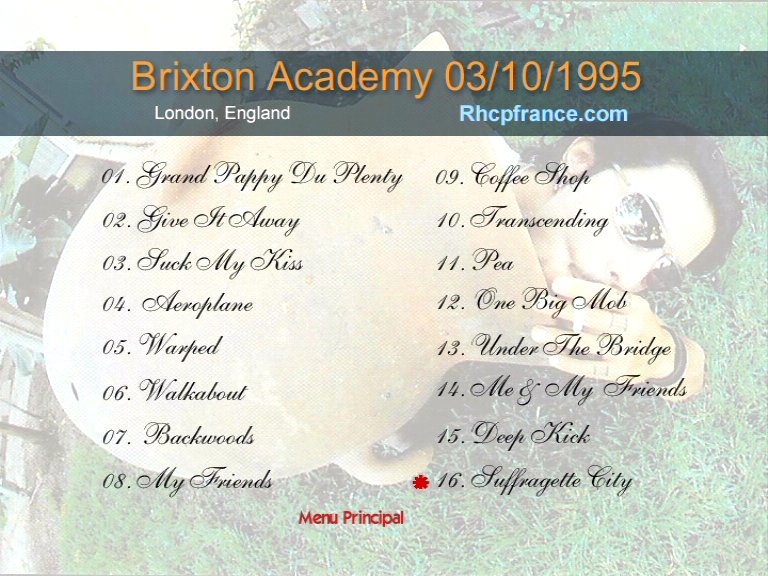 Brixton Academy 03/10/1995
London, England
Rhcpfrance.com
01. Grand Pappy Du Plenty
02. Give It Away
03. Suck My Kiss
04. Aeroplane
05. Warped
06. Walkabout
07. Backwoods
08. My Friends
09. Coffee Shop
10. Transcending
11. Pea
12. One Big Mob
13. Under The Bridge
14. Me & My Friends
15. Deep Kick
16. Suffragette City
Menu Principal